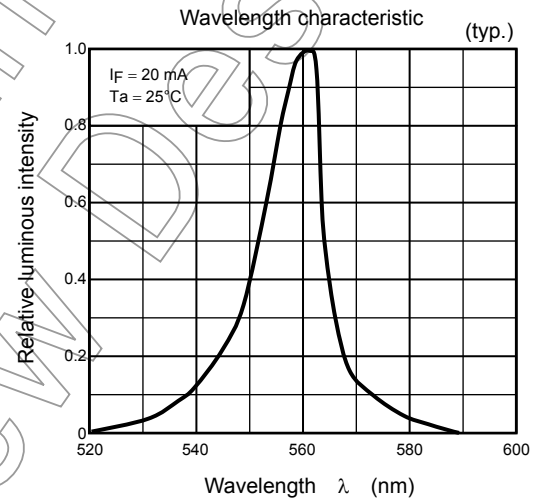 Wavelength characteristic
(typ.)
IF = 20 mA
Ta = 25°C
Relative luminous intensity
1.0
0.8
0.6
0.4
0.2
0
520 540 560 580 600
Wavelength λ (nm)